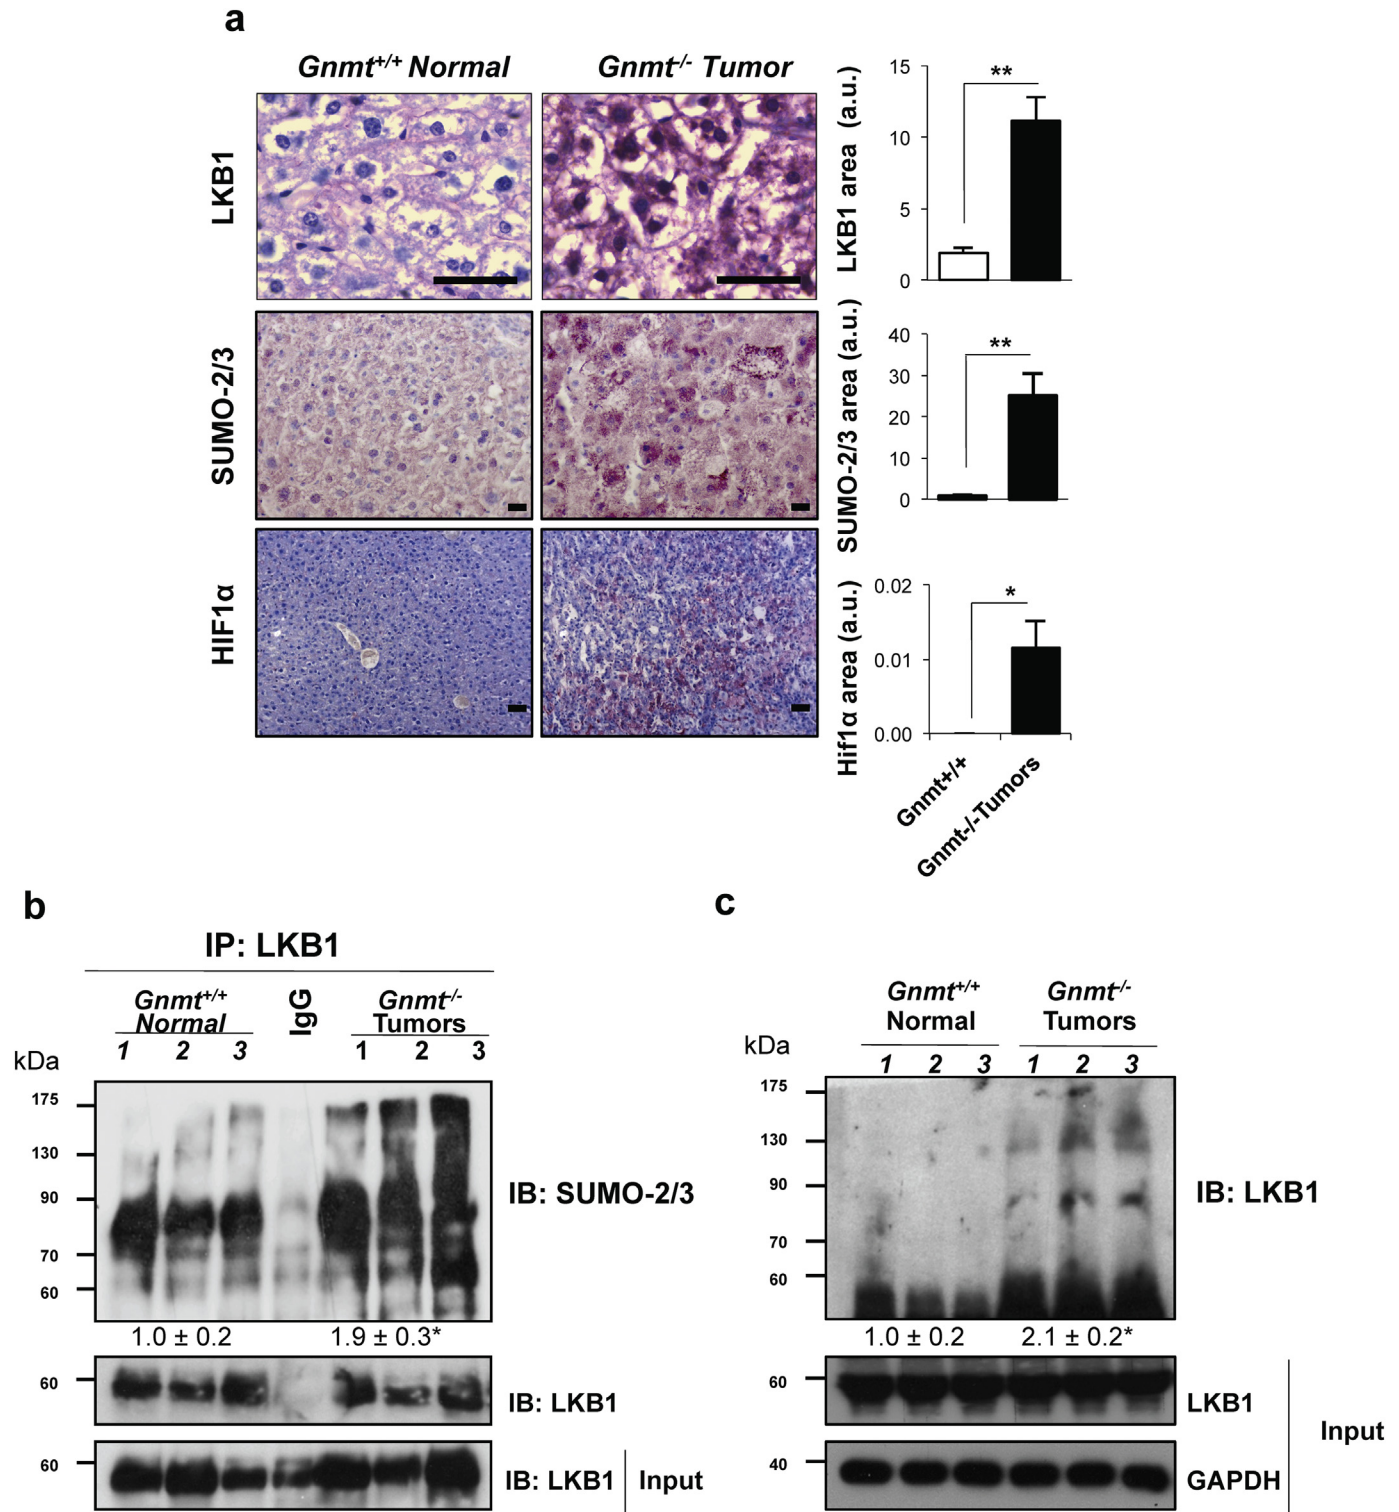 a
Gnmt+/+ Normal
Gnmt-/- Tumor
LKB1
LKB1 area (a.u.)
15
10
5
0
**
SUMO-2/3
SUMO-2/3 area (a.u.)
40
30
20
10
0
**
HIF1α
Hif1α area (a.u.)
0.02
0.01
0.00
*
Gnmt+/+
Gnmt-/-Tumors
b
IP: LKB1
Gnmt+/+
Normal
IgG
Gnmt-/-
Tumors
1 2 3 1 2 3
kDa
175
130
90
70
60
IB: SUMO-2/3
1.0 ± 0.2 1.9 ± 0.3*
60
IB: LKB1
60
IB: LKB1
Input
c
Gnmt+/+
Normal
Gnmt-/-
Tumors
kDa
1 2 3 1 2 3
175
130
90
70
60
IB: LKB1
1.0 ± 0.2 2.1 ± 0.2*
60
LKB1
40
GAPDH
Input